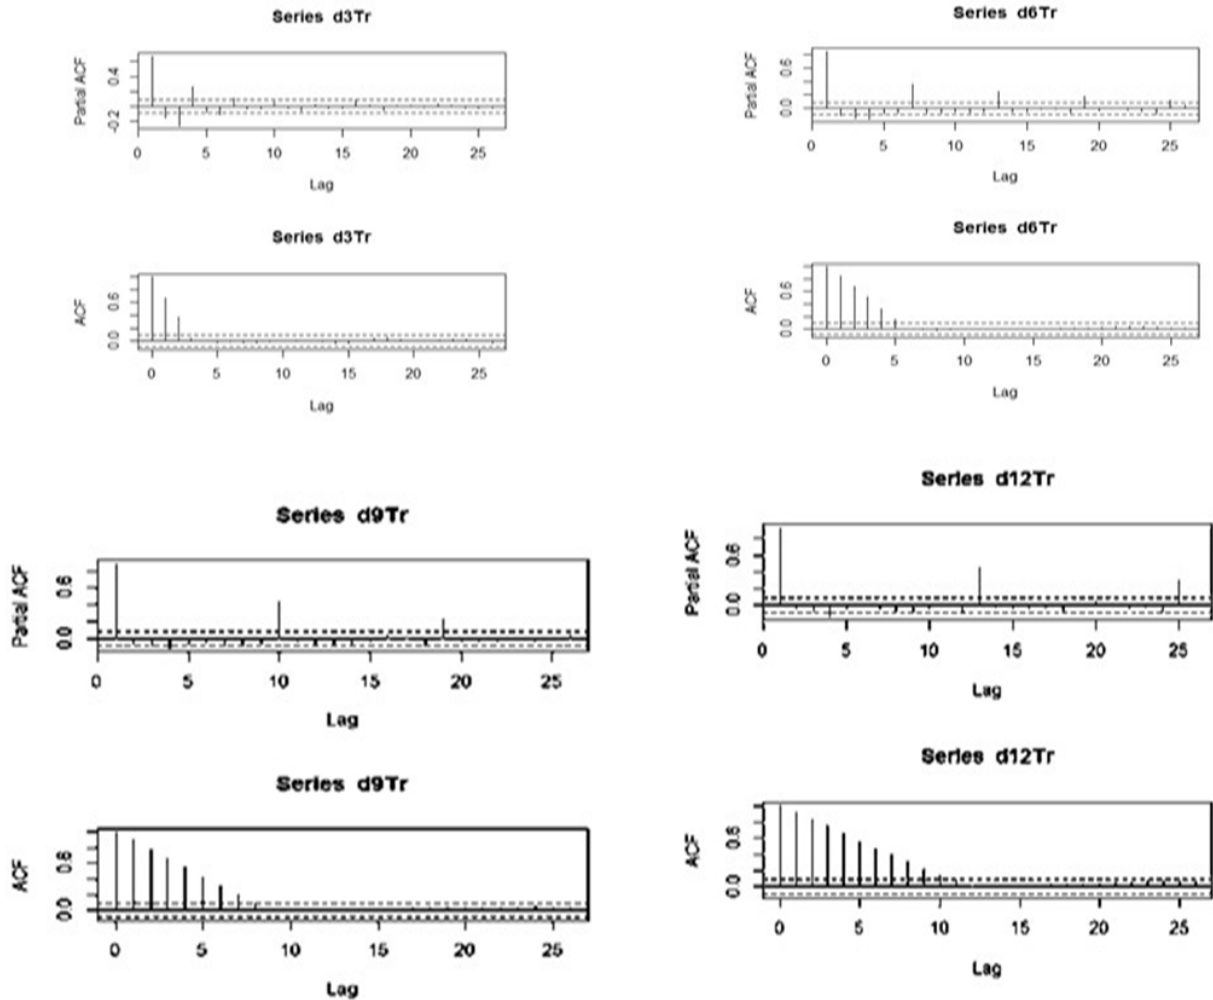 Series d3Tr
Partial ACF
0.4
-0.2
0 5 10 15 20 25
Lag
Series d6Tr
Partial ACF
0.6
0.0
0 5 10 15 20 25
Lag
Series d3Tr
ACF
0.6
0.0
0 5 10 15 20 25
Lag
Series d6Tr
ACF
0.6
0.0
0 5 10 15 20 25
Lag
Series d9Tr
Partial ACF
0.6
0.0
0 5 10 15 20 25
Lag
Series d12Tr
Partial ACF
0.6
0.0
0 5 10 15 20 25
Lag
Series d9Tr
ACF
0.6
0.0
0 5 10 15 20 25
Lag
Series d12Tr
ACF
0.6
0.0
0 5 10 15 20 25
Lag